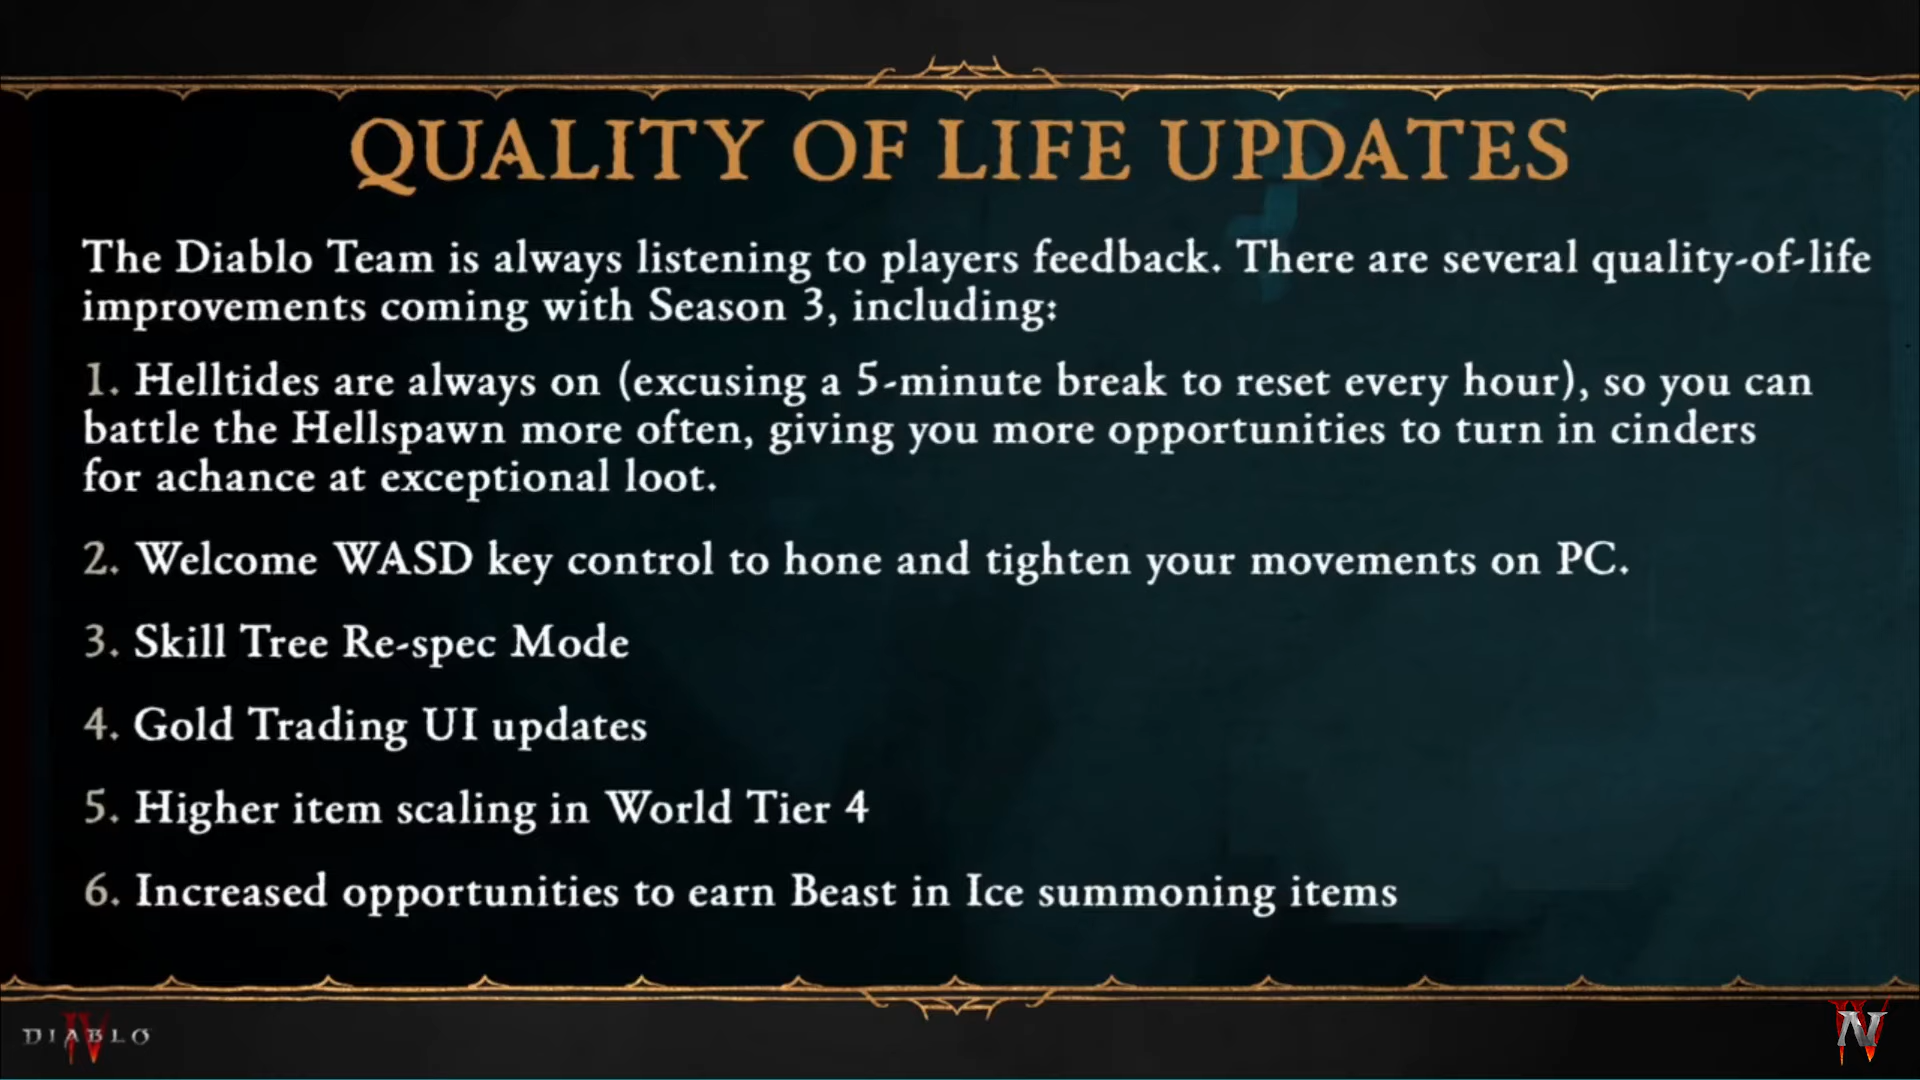 QUALITY OF LIFE UPDATES
The Diablo Team is always listening to players feedback. There are several quality-of-life
improvements coming with Season 3, including:
1. Helltides are always on (excusing a 5-minute break to reset every hour), so you can
battle the Hellspawn more often, giving you more opportunities to turn in cinders
for achance at exceptional loot.
2. Welcome WASD key control to hone and tighten your movements on PC.
3. Skill Tree Re-spec Mode
4. Gold Trading UI updates
5. Higher item scaling in World Tier 4
6. Increased opportunities to earn Beast in Ice summoning items
DIABLO IV
N